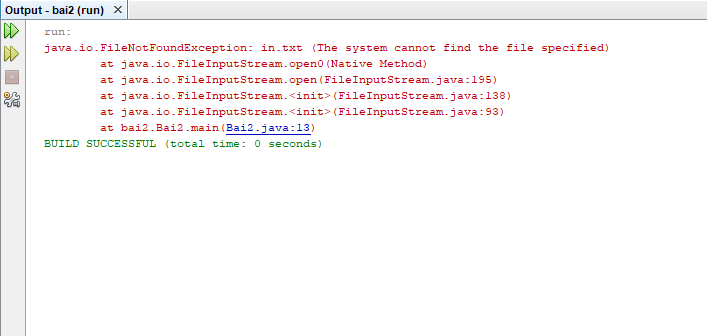 Output - bai2 (run)
run:
java.io.FileNotFoundException: in.txt (The system cannot find the file specified)
at java.io.FileInputStream.open0(Native Method)
at java.io.FileInputStream.open(FileInputStream.java:195)
at java.io.FileInputStream.<init>(FileInputStream.java:138)
at java.io.FileInputStream.<init>(FileInputStream.java:93)
at bai2.Bai2.main(Bai2.java:13)
BUILD SUCCESSFUL (total time: 0 seconds)